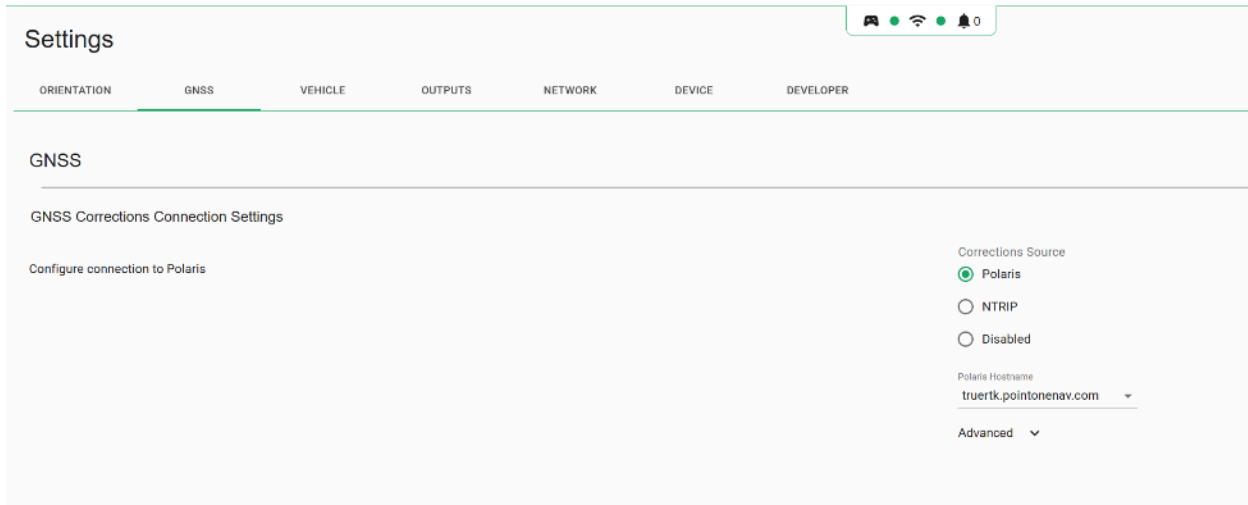 0
Settings
ORIENTATION GNSS VEHICLE OUTPUTS NETWORK DEVICE DEVELOPER
GNSS
GNSS Corrections Connection Settings
Configure connection to Polaris
Corrections Source
Polaris
NTRIP
Disabled
Polaris Hostname
truertk.pointonenav.com
Advanced